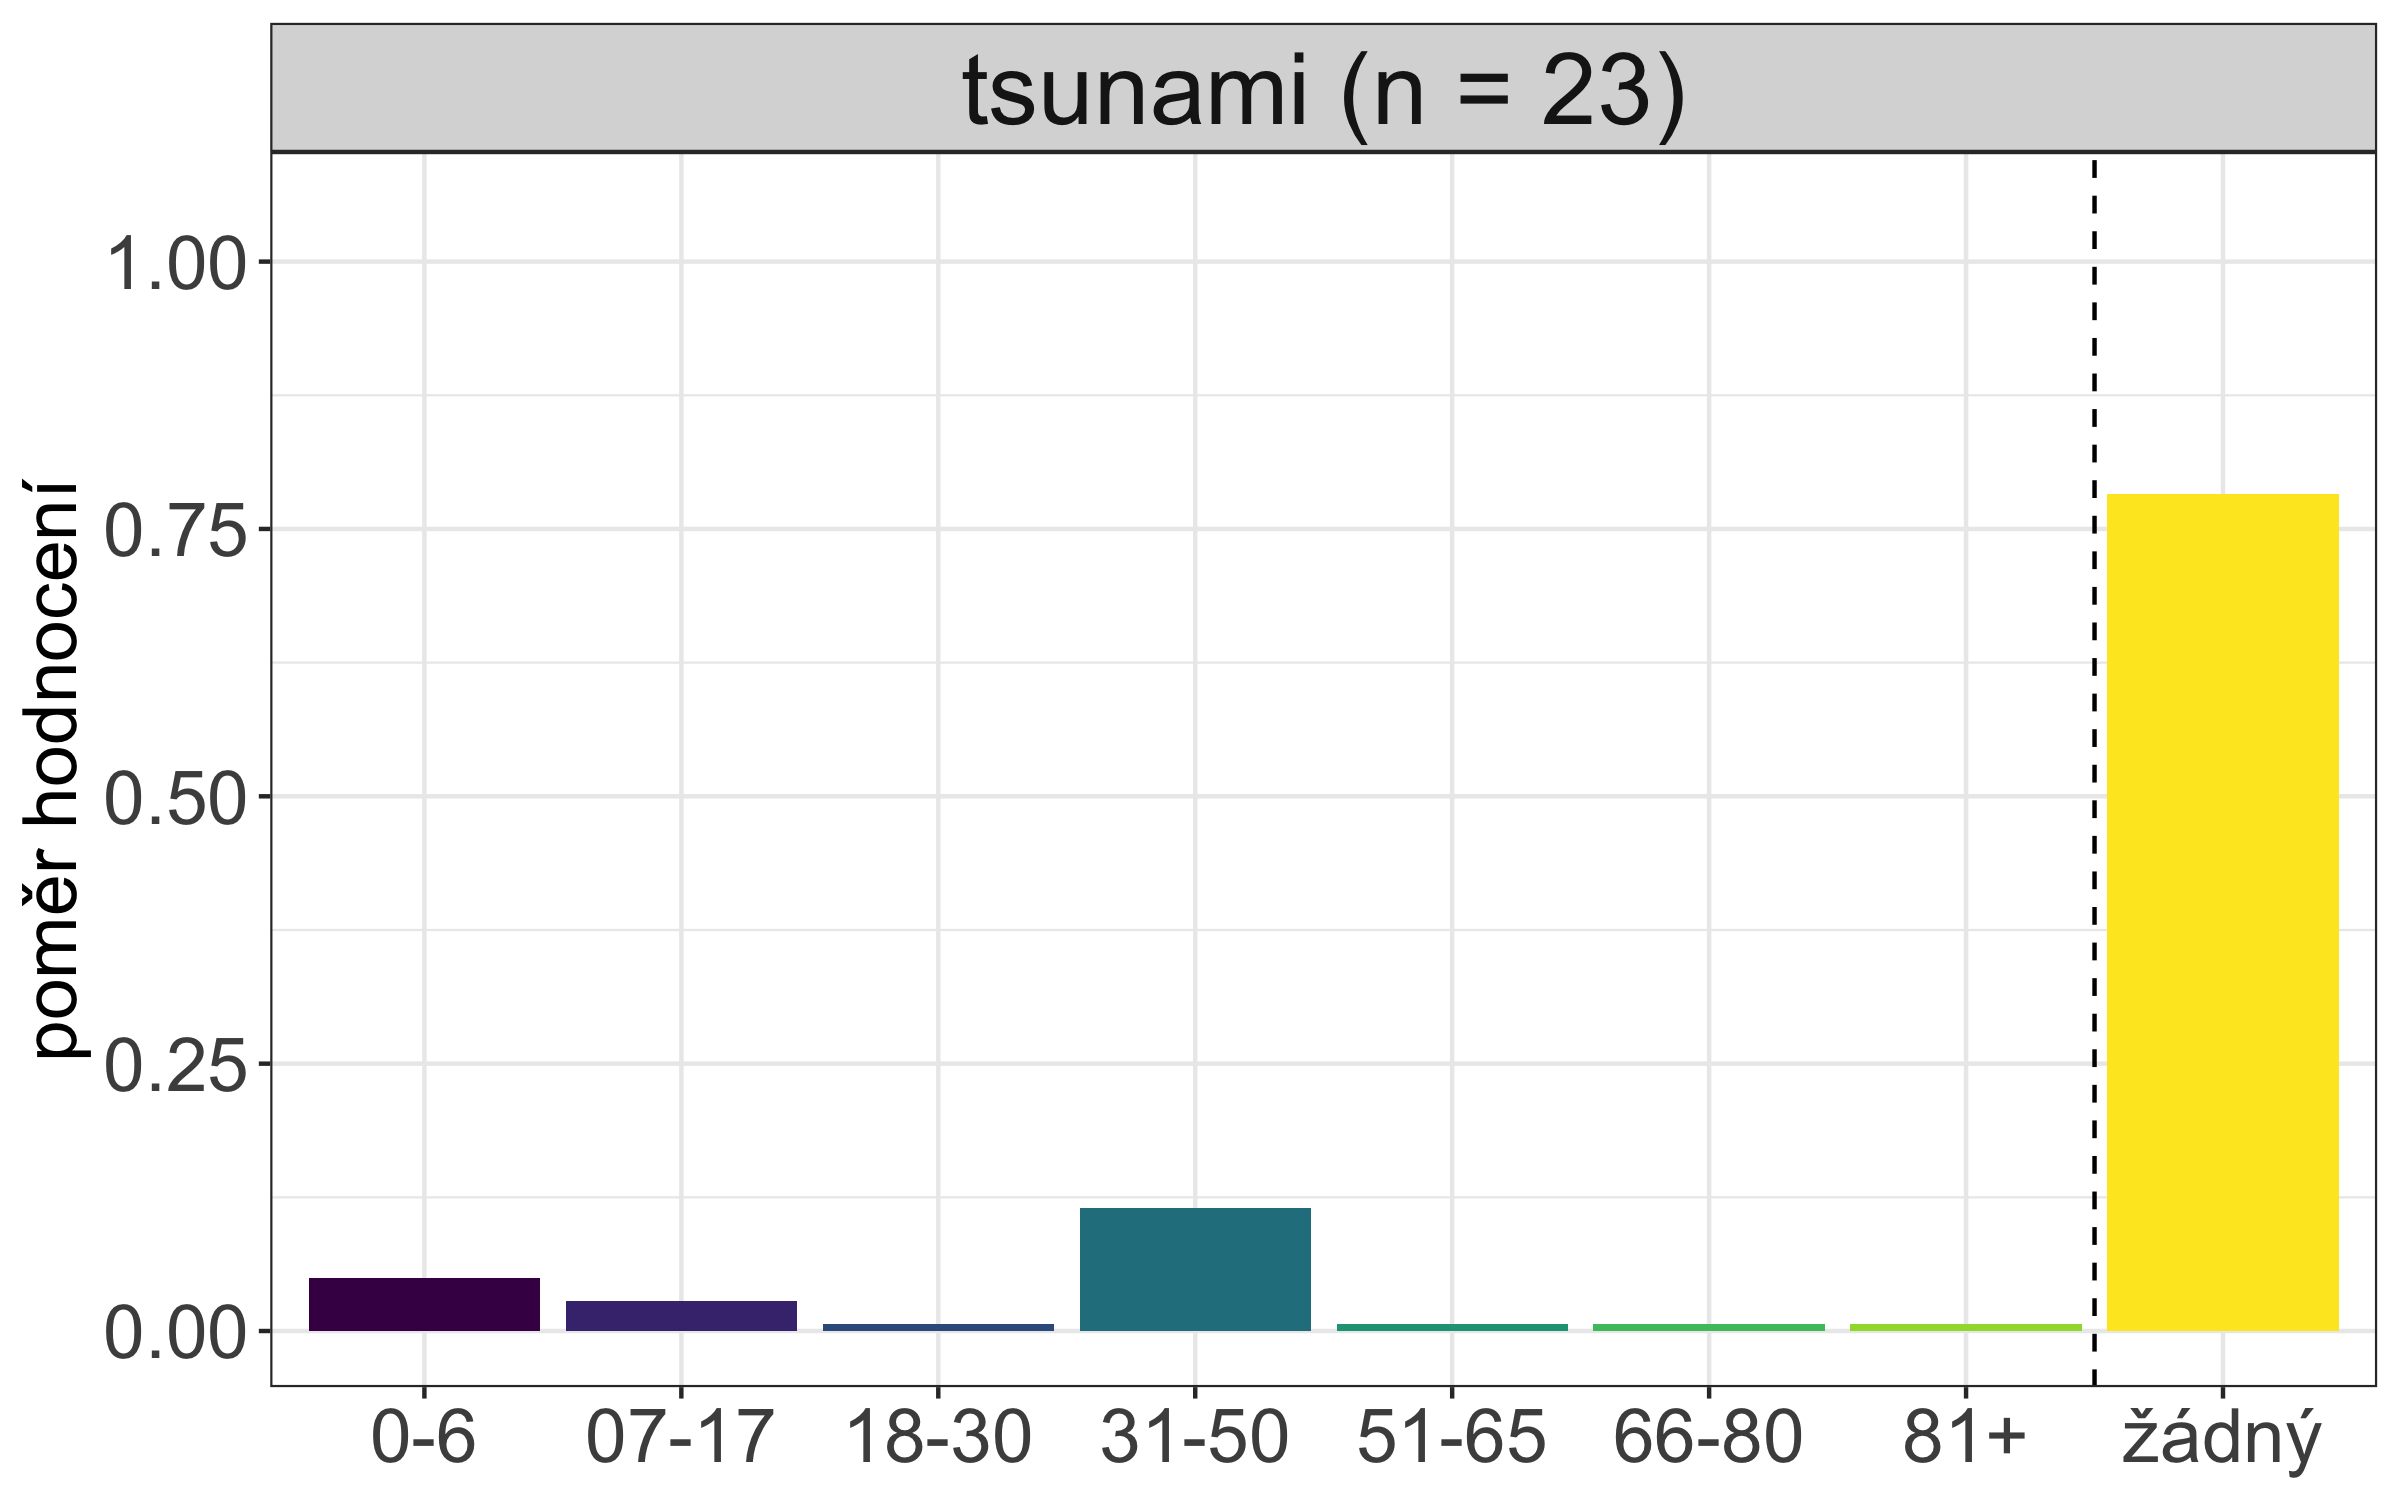 tsunami (n = 23)
poměr hodnocení
1.00
0.75
0.50
0.25
0.00
0-6 07-17 18-30 31-50 51-65 66-80 81+ žádný